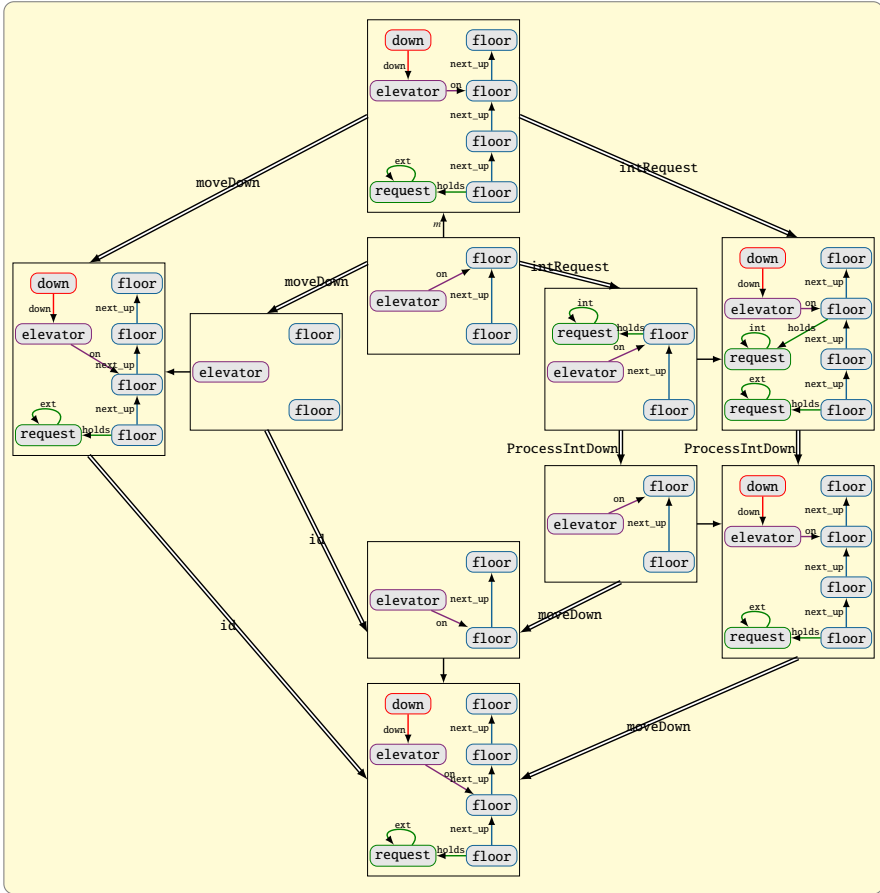 down floor
down next_up
elevator on floor
next_up
floor
ext next_up
request holds floor
moveDown
intRequest
m
floor
on
elevator next_up
floor
moveDown
intRequest
down floor
down next_up
elevator floor
on next_up
floor
ext next_up
request holds floor
floor
elevator
floor
int
request holds floor
on
elevator next_up
floor
down floor
down next_up
elevator on floor
int holds
next_up
request floor
ext next_up
request holds floor
ProcessIntDown
ProcessIntDown
floor
on
elevator next_up
floor
down floor
down next_up
elevator on floor
next_up
floor
ext next_up
request holds floor
id
id
floor
elevator next_up
on
floor
moveDown
moveDown
down floor
down next_up
elevator floor
on next_up
floor
ext next_up
request holds floor